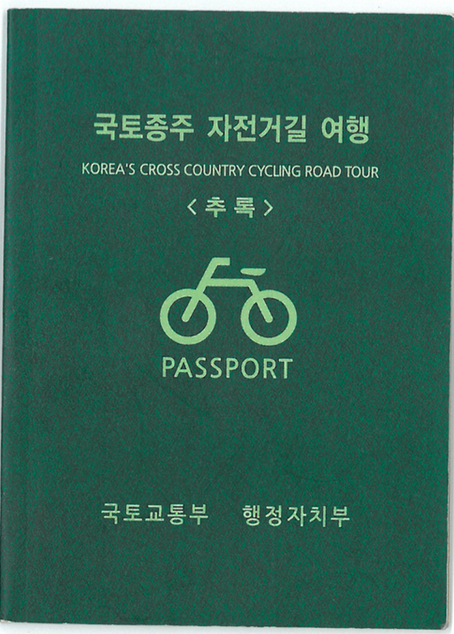 국토종주 자전거길 여행
KOREA'S CROSS COUNTRY CYCLING ROAD TOUR
<추록>
PASSPORT
국토교통부 행정자치부